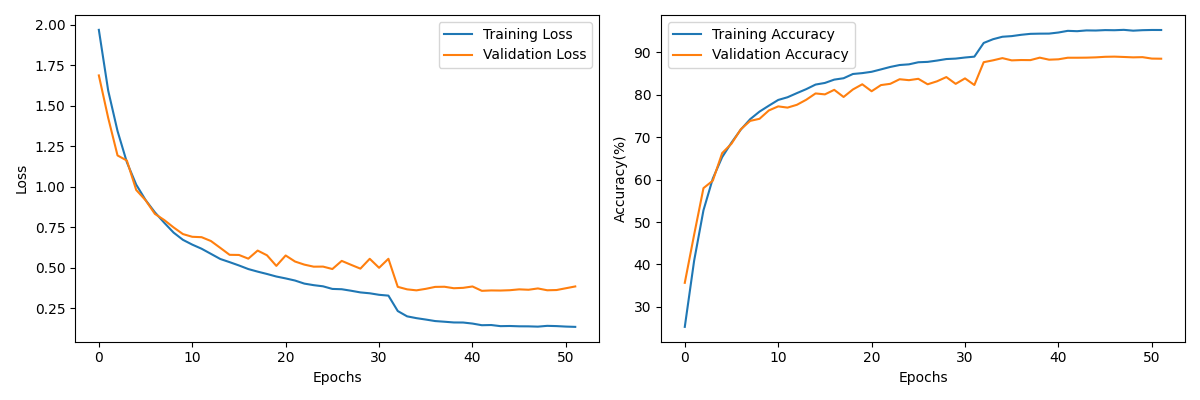 2.00
1.75
1.50
1.25
1.00
0.75
0.50
0.25
Loss
0 10 20 30 40 50
Epochs
Training Loss
Validation Loss
90
80
70
60
50
40
30
Accuracy(%)
0 10 20 30 40 50
Epochs
Training Accuracy
Validation Accuracy